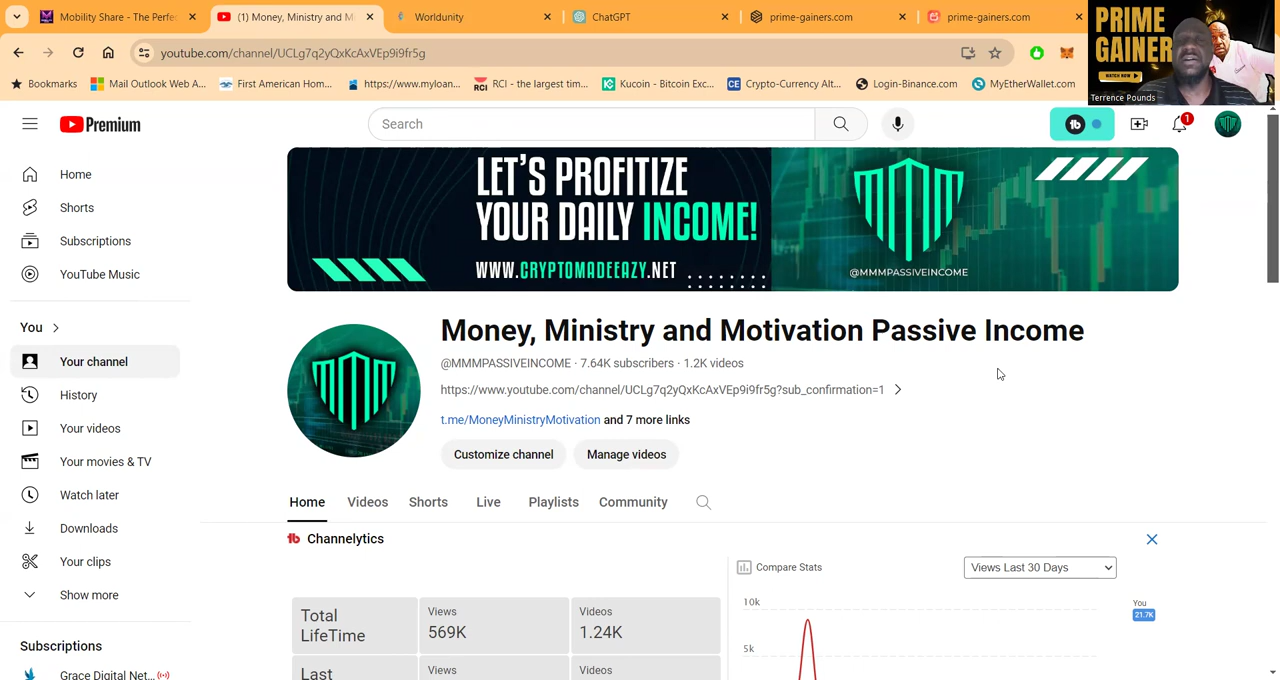 Mobility Share - The Perfec
(1) Money, Ministry and M
Worldunity
ChatGPT
prime-gainers.com
prime-gainers.com
youtube.com/channel/UCLg7q2yQxKcAxVEp9i9fr5g
Bookmarks
Mail Outlook Web A...
First American Hom...
https://www.myloan...
RCI
RCI - the largest tim...
Kucoin - Bitcoin Exc...
CE
Crypto-Currency Alt...
Login-Binance.com
MyEtherWallet.com
PRIME
GAINER
WATCH NOW
Terrence Pounds
Premium
Search
1
LET'S PROFITIZE
YOUR DAILY INCOME!
WWW.CRYPTOMADEEAZY.NET
@MMMPASSIVEINCOME
Home
Shorts
Subscriptions
YouTube Music
You
Your channel
History
Your videos
Your movies & TV
Watch later
Downloads
Your clips
Show more
Subscriptions
Grace Digital Net...
Money, Ministry and Motivation Passive Income
@MMMPASSIVEINCOME · 7.64K subscribers · 1.2K videos
https://www.youtube.com/channel/UCLg7q2yQxKcAxVEp9i9fr5g?sub_confirmation=1
t.me/MoneyMinistryMotivation and 7 more links
Customize channel
Manage videos
Home
Videos
Shorts
Live
Playlists
Community
Channelytics
Compare Stats
Views Last 30 Days
Total
LifeTime
Views
569K
Videos
1.24K
Last
Views
Videos
10k
5k
You
21.7K